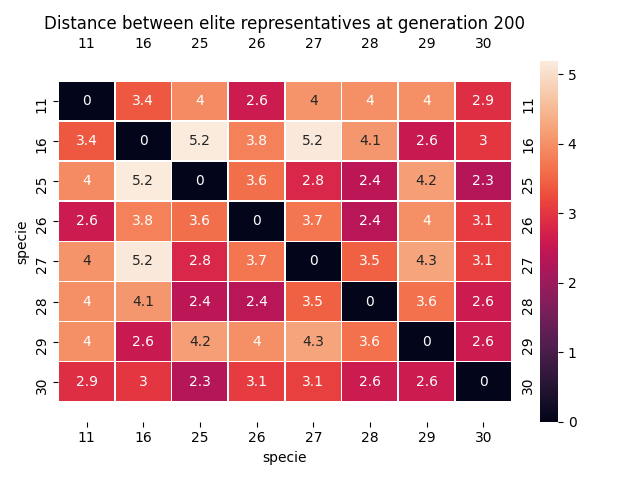 Distance between elite representatives at generation 200
11 16 25 26 27 28 29 30
11 0 3.4 4 2.6 4 4 4 2.9 11
16 3.4 0 5.2 3.8 5.2 4.1 2.6 3 16
25 4 5.2 0 3.6 2.8 2.4 4.2 2.3 25
26 2.6 3.8 3.6 0 3.7 2.4 4 3.1 26
27 4 5.2 2.8 3.7 0 3.5 4.3 3.1 27
28 4 4.1 2.4 2.4 3.5 0 3.6 2.6 28
29 4 2.6 4.2 4 4.3 3.6 0 2.6 29
30 2.9 3 2.3 3.1 3.1 2.6 2.6 0 30
11 16 25 26 27 28 29 30
specie
specie
5
4
3
2
1
0